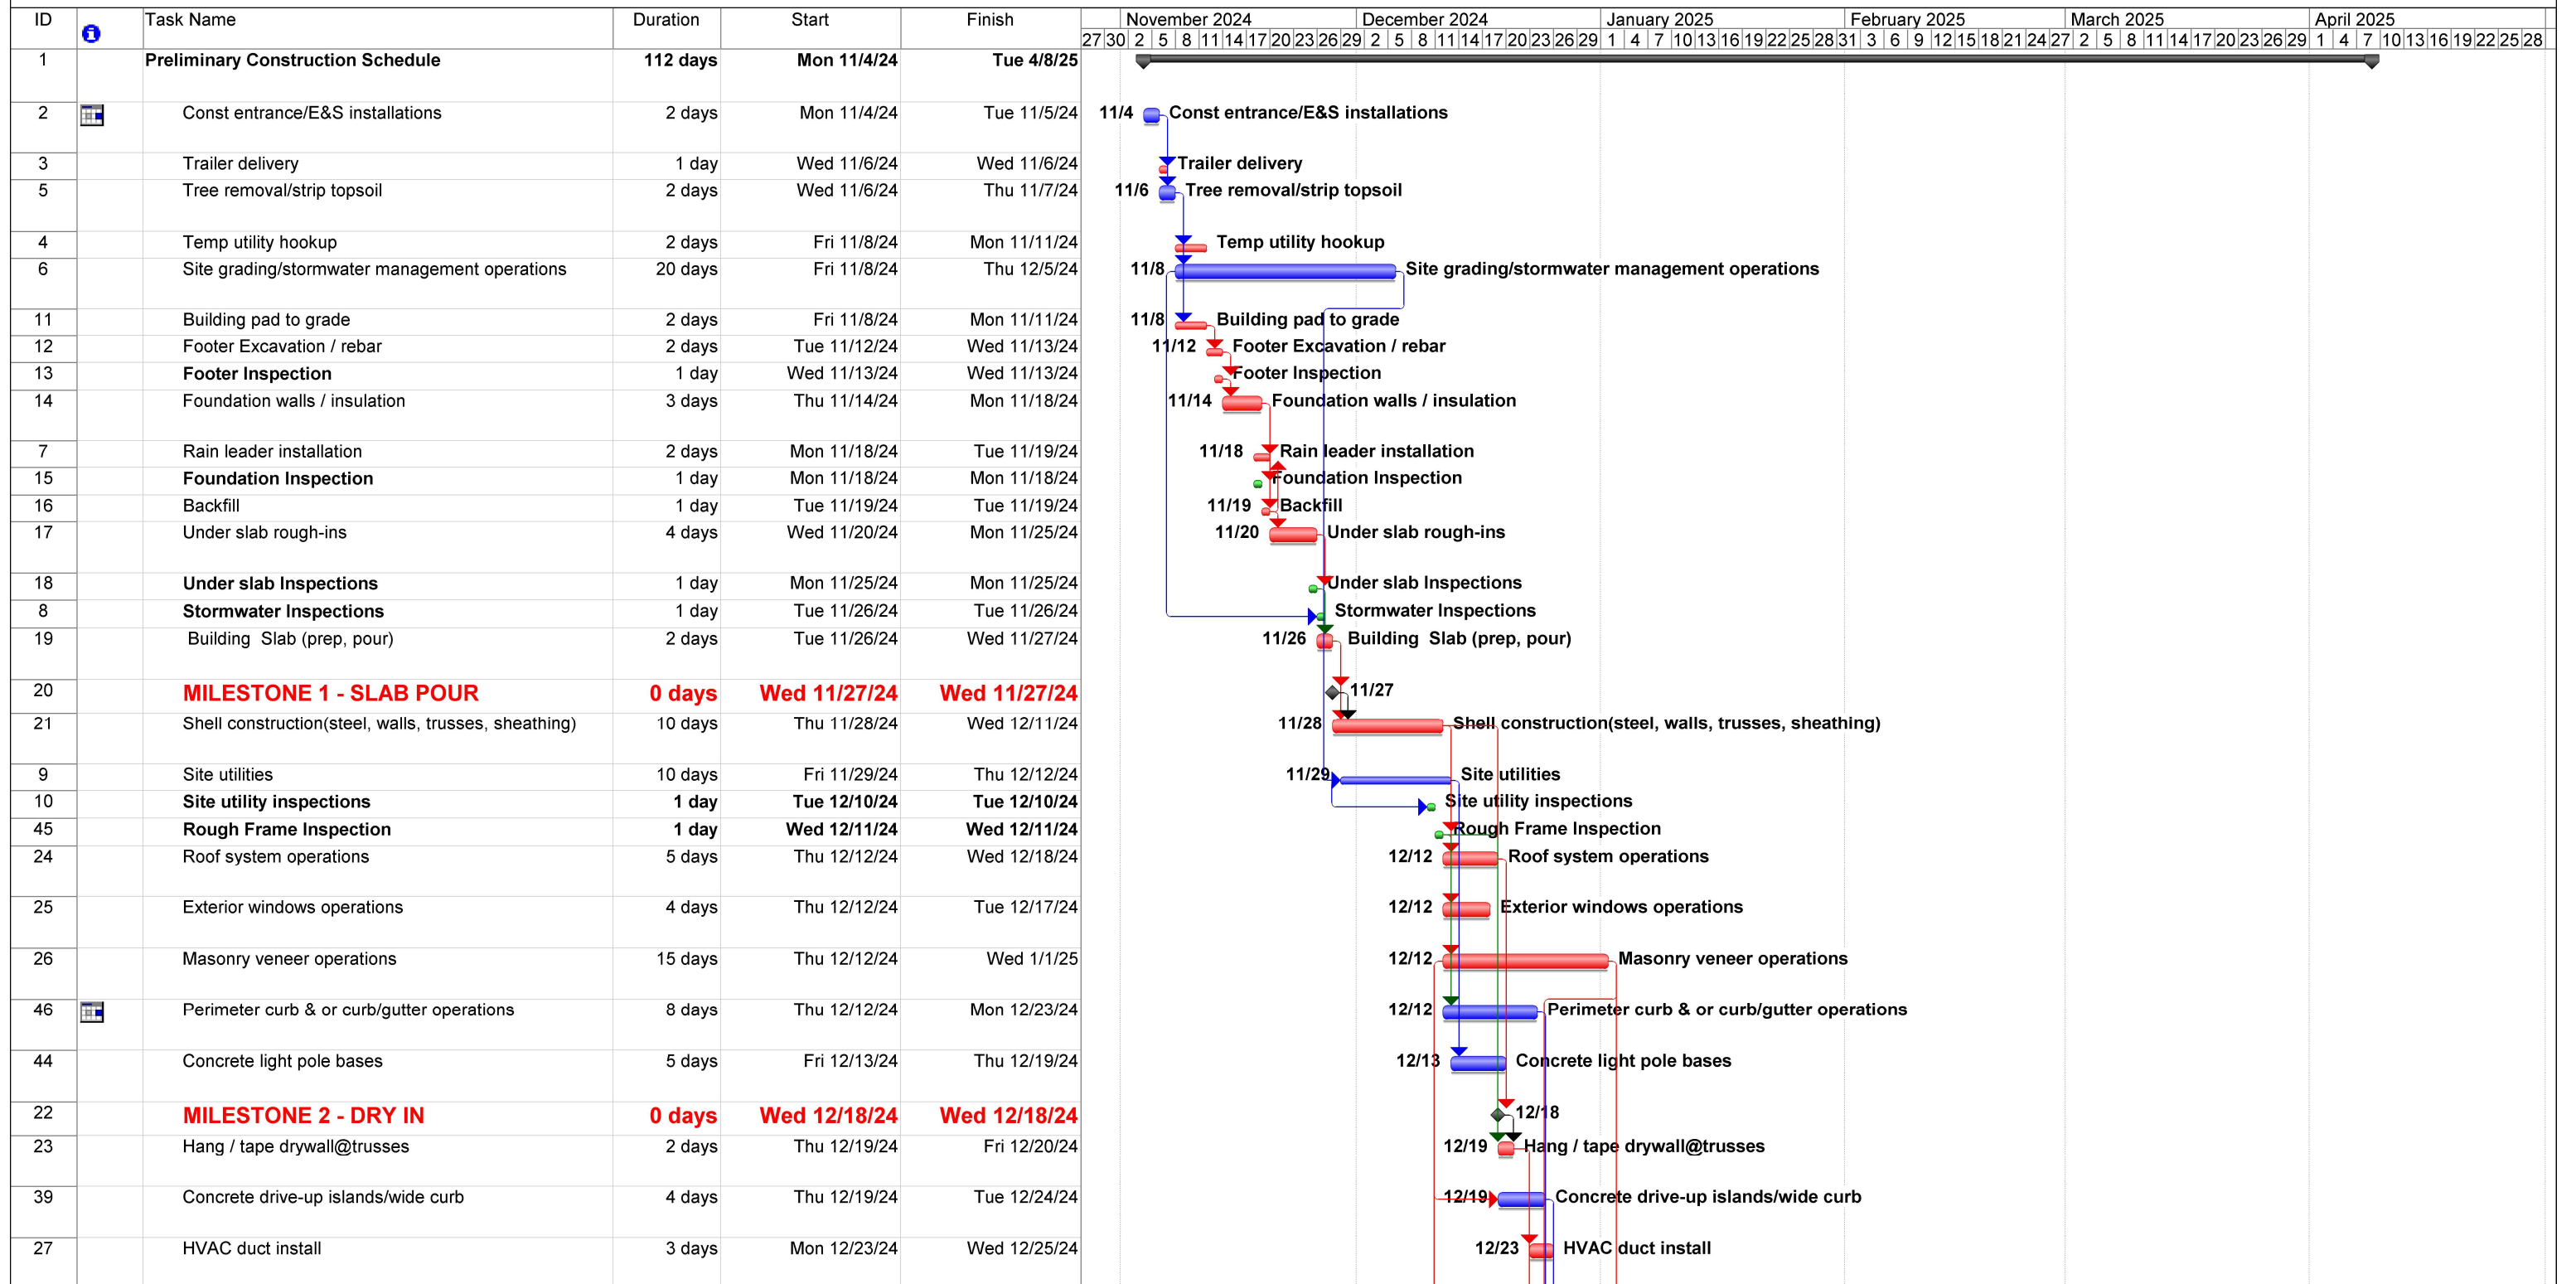 ID Task Name Duration Start Finish November 2024 December 2024 January 2025 February 2025 March 2025 April 2025
27 30 2 5 8 11 14 17 20 23 26 29 2 5 8 11 14 17 20 23 26 29 1 4 7 10 13 16 19 22 25 28 31 3 6 9 12 15 18 21 24 27 2 5 8 11 14 17 20 23 26 29 1 4 7 10 13 16 19 22 25 28
1 Preliminary Construction Schedule 112 days Mon 11/4/24 Tue 4/8/25
2 Const entrance/E&S installations 2 days Mon 11/4/24 Tue 11/5/24 11/4 Const entrance/E&S installations
3 Trailer delivery 1 day Wed 11/6/24 Wed 11/6/24 Trailer delivery
5 Tree removal/strip topsoil 2 days Wed 11/6/24 Thu 11/7/24 11/6 Tree removal/strip topsoil
4 Temp utility hookup 2 days Fri 11/8/24 Mon 11/11/24 Temp utility hookup
6 Site grading/stormwater management operations 20 days Fri 11/8/24 Thu 12/5/24 11/8 Site grading/stormwater management operations
11 Building pad to grade 2 days Fri 11/8/24 Mon 11/11/24 11/8 Building pad to grade
12 Footer Excavation / rebar 2 days Tue 11/12/24 Wed 11/13/24 11/12 Footer Excavation / rebar
13 Footer Inspection 1 day Wed 11/13/24 Wed 11/13/24 Footer Inspection
14 Foundation walls / insulation 3 days Thu 11/14/24 Mon 11/18/24 11/14 Foundation walls / insulation
7 Rain leader installation 2 days Mon 11/18/24 Tue 11/19/24 11/18 Rain leader installation
15 Foundation Inspection 1 day Mon 11/18/24 Mon 11/18/24 Foundation Inspection
16 Backfill 1 day Tue 11/19/24 Tue 11/19/24 11/19 Backfill
17 Under slab rough-ins 4 days Wed 11/20/24 Mon 11/25/24 11/20 Under slab rough-ins
18 Under slab Inspections 1 day Mon 11/25/24 Mon 11/25/24 Under slab Inspections
8 Stormwater Inspections 1 day Tue 11/26/24 Tue 11/26/24 Stormwater Inspections
19 Building Slab (prep, pour) 2 days Tue 11/26/24 Wed 11/27/24 11/26 Building Slab (prep, pour)
20 MILESTONE 1 - SLAB POUR 0 days Wed 11/27/24 Wed 11/27/24 11/27
21 Shell construction(steel, walls, trusses, sheathing) 10 days Thu 11/28/24 Wed 12/11/24 11/28 Shell construction(steel, walls, trusses, sheathing)
9 Site utilities 10 days Fri 11/29/24 Thu 12/12/24 11/29 Site utilities
10 Site utility inspections 1 day Tue 12/10/24 Tue 12/10/24 Site utility inspections
45 Rough Frame Inspection 1 day Wed 12/11/24 Wed 12/11/24 Rough Frame Inspection
24 Roof system operations 5 days Thu 12/12/24 Wed 12/18/24 12/12 Roof system operations
25 Exterior windows operations 4 days Thu 12/12/24 Tue 12/17/24 12/12 Exterior windows operations
26 Masonry veneer operations 15 days Thu 12/12/24 Wed 1/1/25 12/12 Masonry veneer operations
46 Perimeter curb & or curb/gutter operations 8 days Thu 12/12/24 Mon 12/23/24 12/12 Perimeter curb & or curb/gutter operations
44 Concrete light pole bases 5 days Fri 12/13/24 Thu 12/19/24 12/13 Concrete light pole bases
22 MILESTONE 2 - DRY IN 0 days Wed 12/18/24 Wed 12/18/24 12/18
23 Hang / tape drywall@trusses 2 days Thu 12/19/24 Fri 12/20/24 12/19 Hang / tape drywall@trusses
39 Concrete drive-up islands/wide curb 4 days Thu 12/19/24 Tue 12/24/24 12/19 Concrete drive-up islands/wide curb
27 HVAC duct install 3 days Mon 12/23/24 Wed 12/25/24 12/23 HVAC duct install